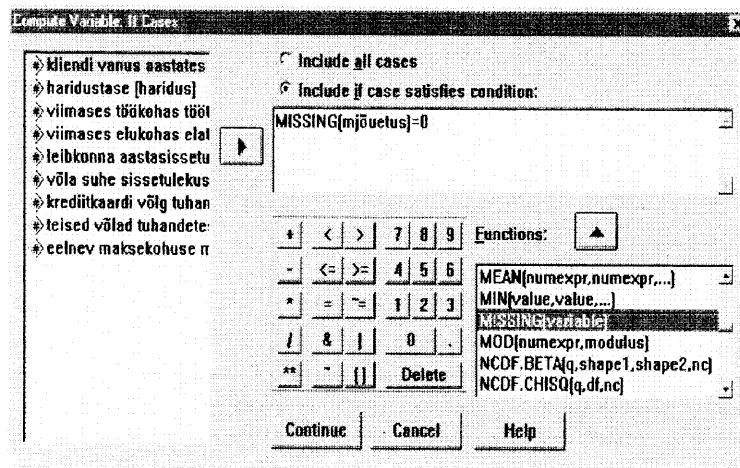 Compute Variable: If Cases
kliendi vanus aastates
haridustase [haridus]
viimases töökohas tööt
viimases elukohas elat
leibkonna aastasissetu
võla suhe sissetulekus
krediitkaardi võlg tuhan
teised võlad tuhandete
eelnev maksekohuse m
Include all cases
Include if case satisfies condition:
MISSING(mjõuetus)=0
+ < > 7 8 9
- <= >= 4 5 6
* = ~= 1 2 3
/ & | 0 .
** ~ () Delete
Functions:
MEAN(numexpr,numexpr,...)
MIN(value,value,...)
MISSING(variable)
MOD(numexpr,modulus)
NCDF.BETA(q,shape1,shape2,nc)
NCDF.CHISQ(q,df,nc)
Continue
Cancel
Help